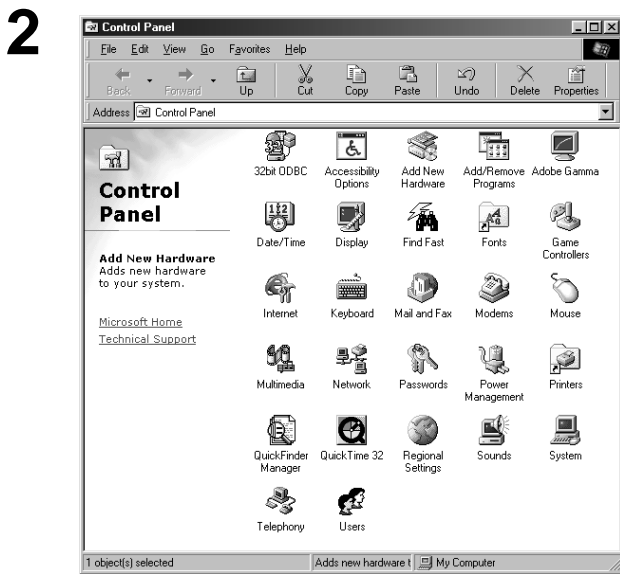 2
Control Panel
File Edit View Go Favorites Help
Back Forward Up Cut Copy Paste Undo Delete Properties
Address Control Panel
Control
Panel
Add New Hardware
Adds new hardware
to your system.
Microsoft Home
Technical Support
32bit ODBC Accessibility Options Add New Hardware Add/Remove Programs Adobe Gamma
Date/Time Display Find Fast Fonts Game Controllers
Internet Keyboard Mail and Fax Modems Mouse
Multimedia Network Passwords Power Management Printers
QuickFinder Manager QuickTime 32 Regional Settings Sounds System
Telephony Users
1 object(s) selected Adds new hardware t My Computer